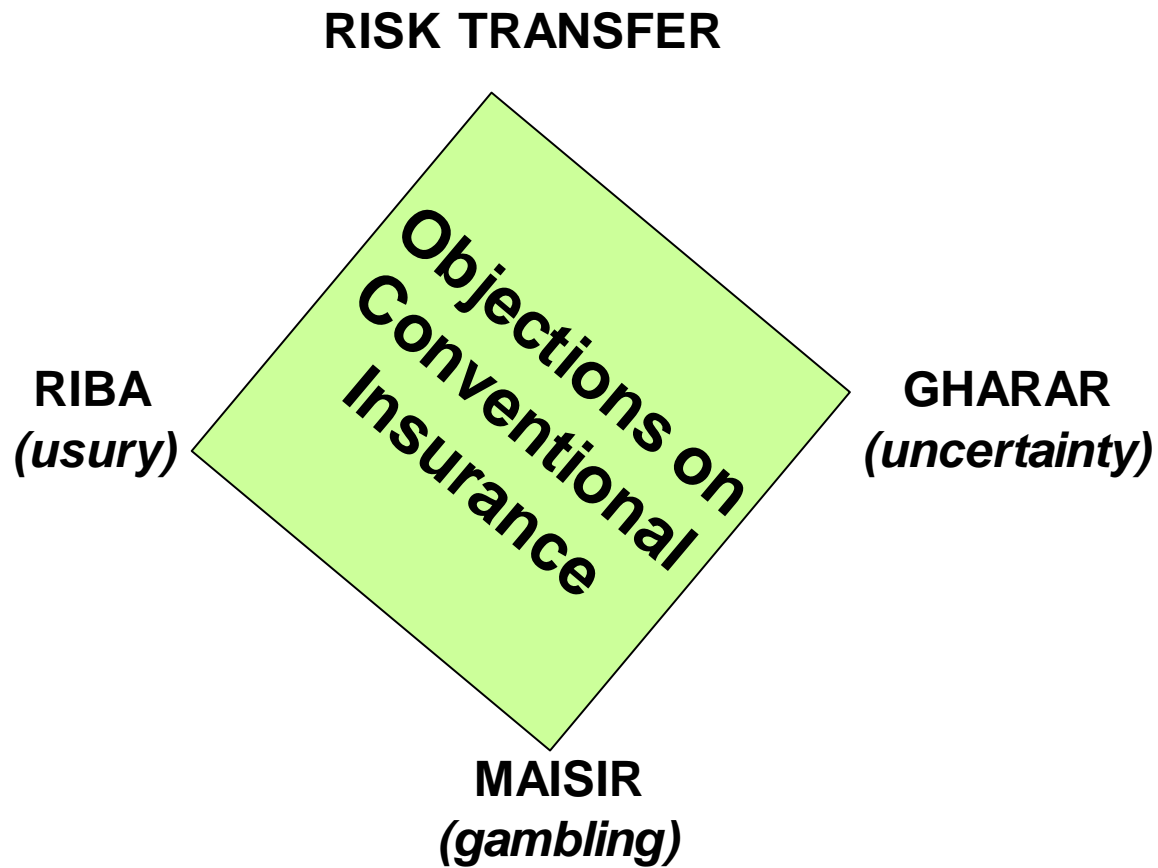 RISK TRANSFER
Objections on
Conventional
Insurance
RIBA
(usury)
GHARAR
(uncertainty)
MAISIR
(gambling)